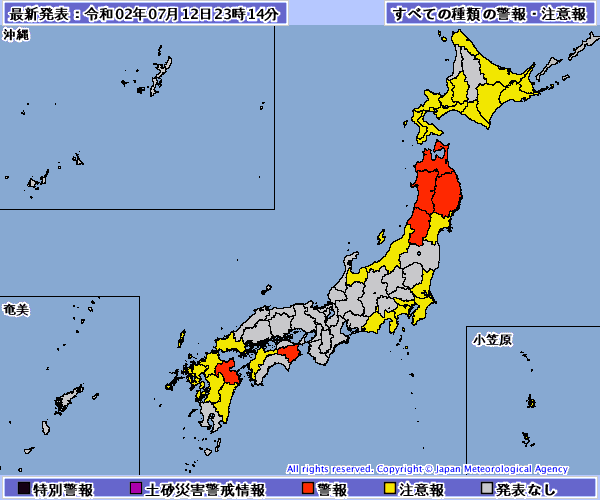 最新発表：令和02年07月12日23時14分
すべての種類の警報・注意報
沖縄
奄美
小笠原
All rights reserved. Copyright © Japan Meteorological Agency
特別警報 土砂災害警戒情報 警報 注意報 発表なし